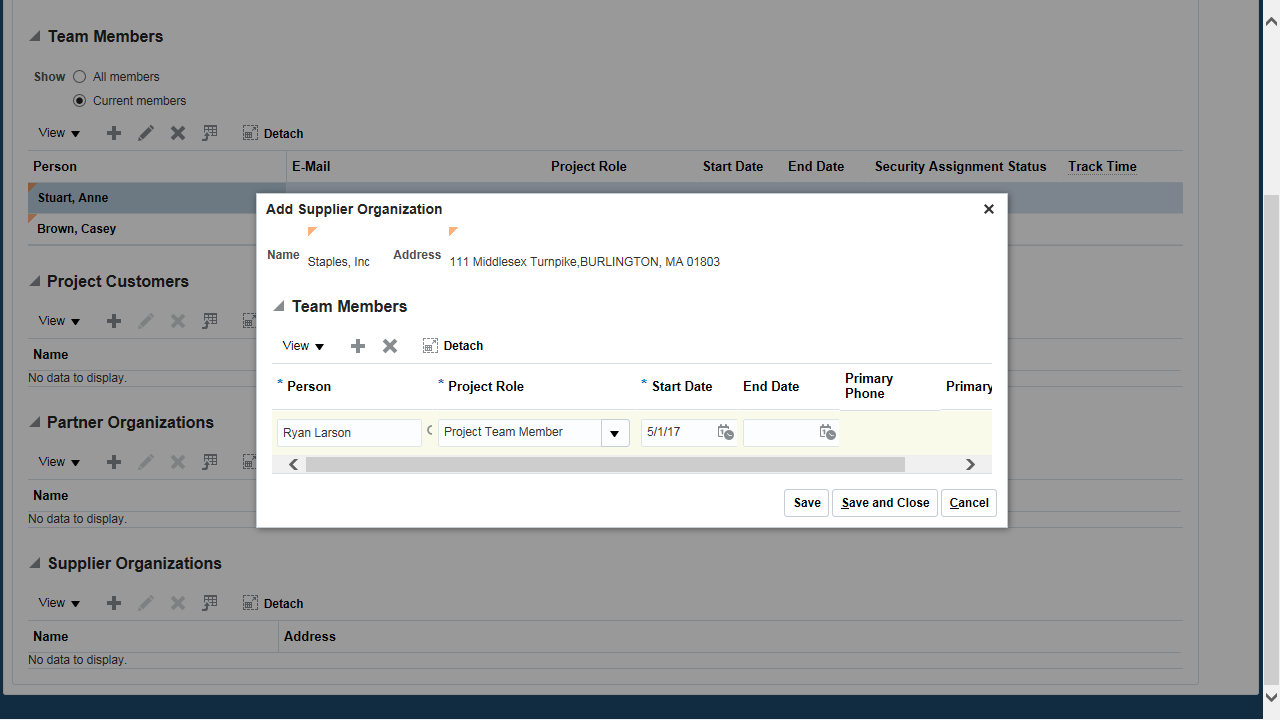 Team Members
Show All members
Current members
View Detach
Person E-Mail Project Role Start Date End Date Security Assignment Status Track Time
Stuart, Anne
Brown, Casey
Project Customers
View
Name
No data to display.
Partner Organizations
View
Name
No data to display.
Supplier Organizations
View Detach
Name Address
No data to display.
Add Supplier Organization
Name Staples, Inc Address 111 Middlesex Turnpike,BURLINGTON, MA 01803
Team Members
View Detach
* Person * Project Role * Start Date End Date Primary Phone Primary
Ryan Larson Project Team Member 5/1/17
Save Save and Close Cancel